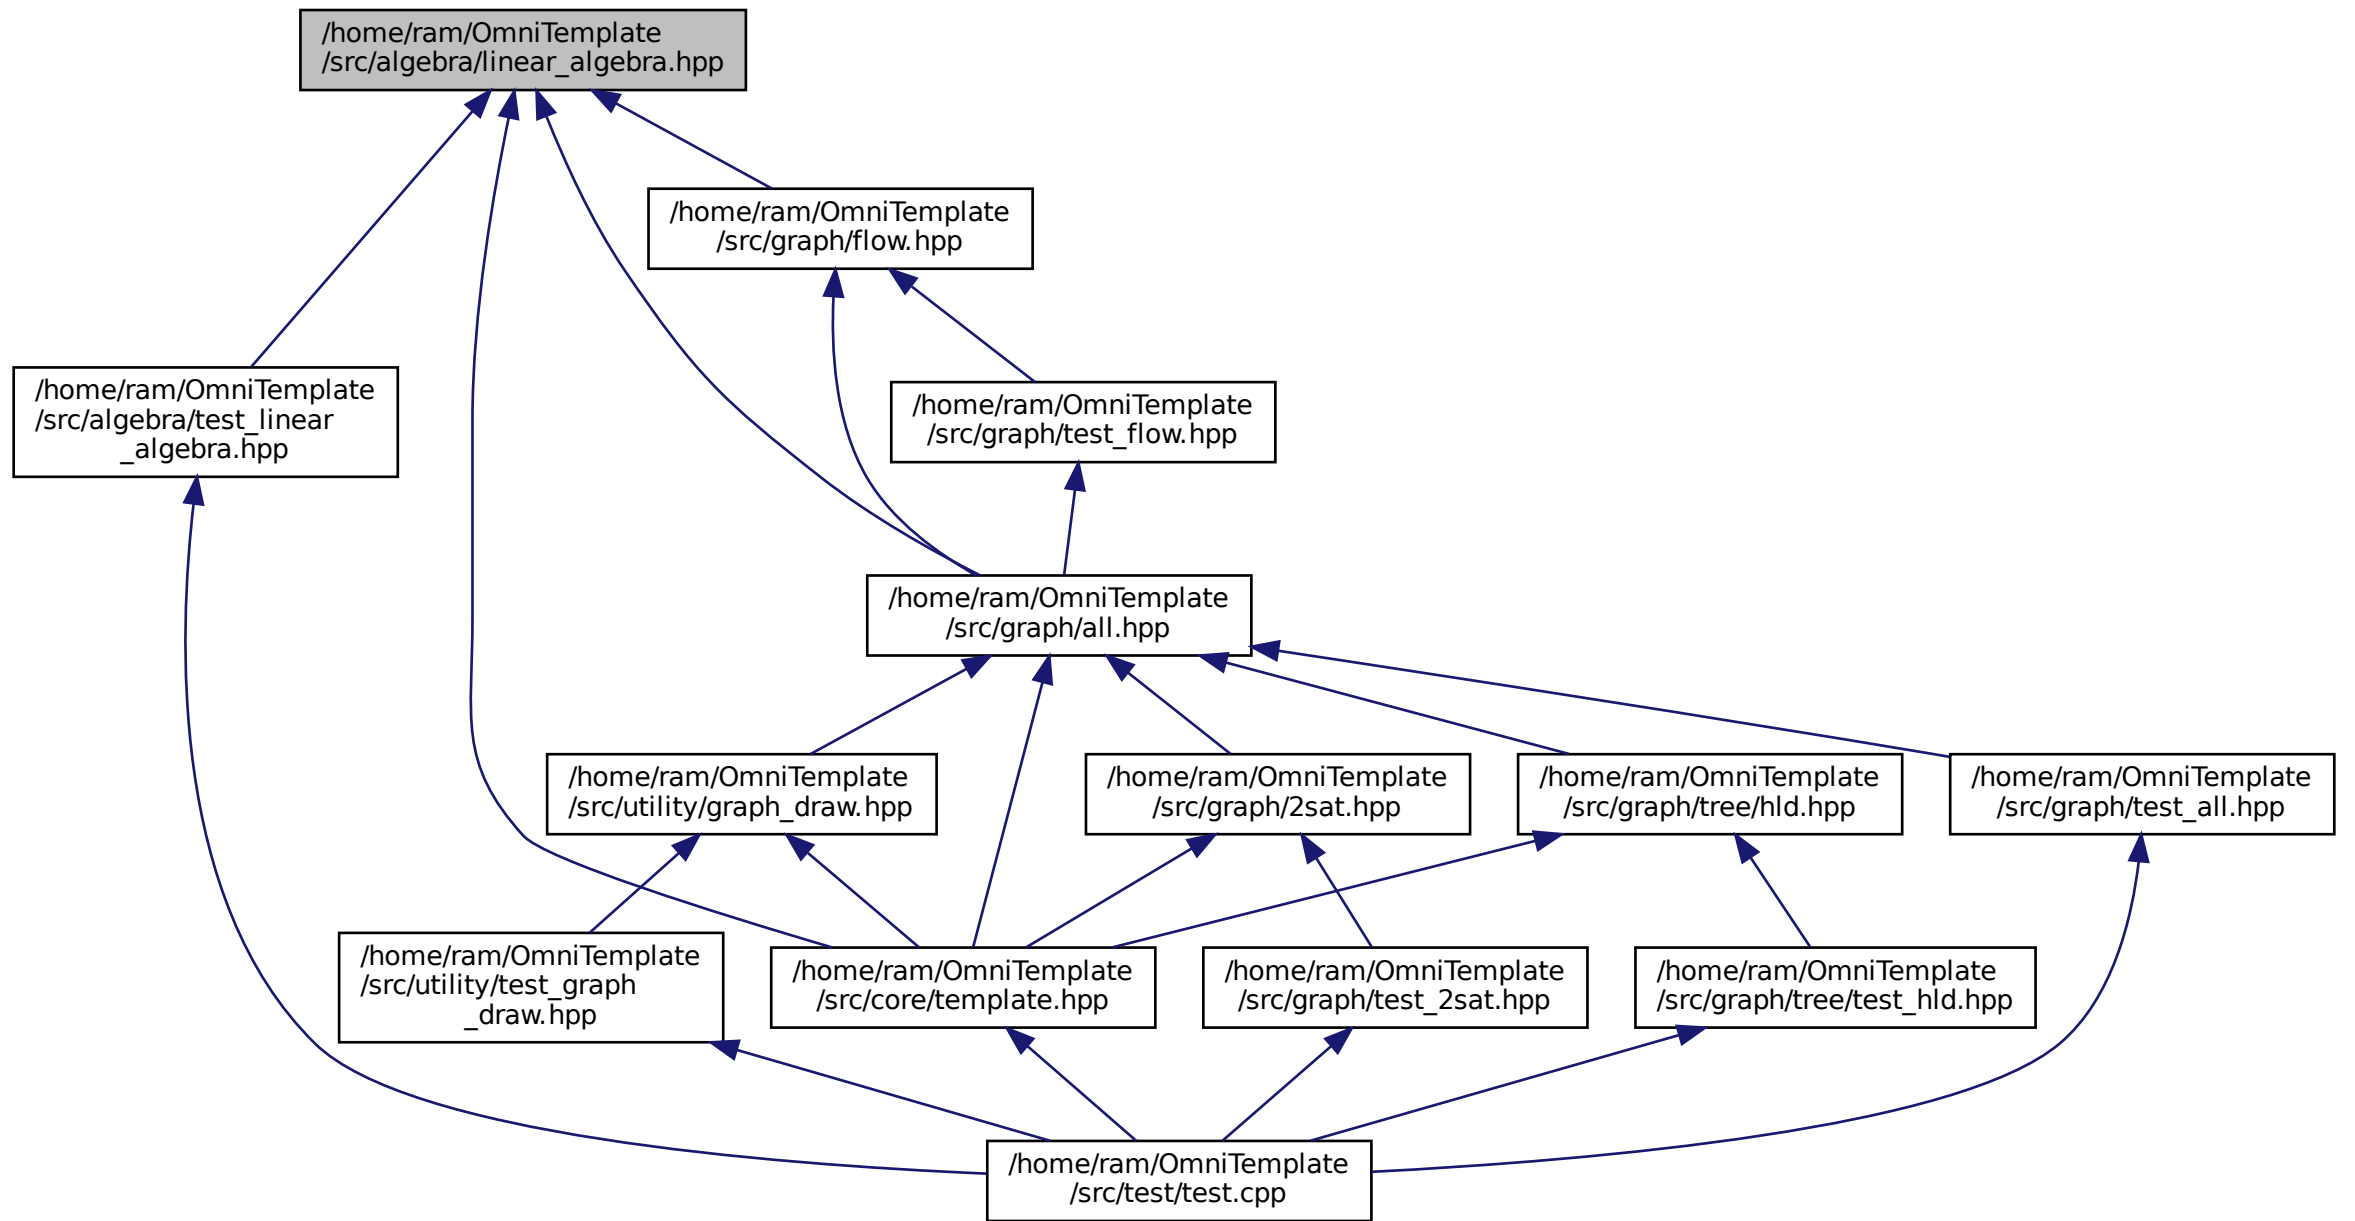 /home/ram/OmniTemplate
/src/algebra/linear_algebra.hpp
/home/ram/OmniTemplate
/src/graph/flow.hpp
/home/ram/OmniTemplate
/src/algebra/test_linear
_algebra.hpp
/home/ram/OmniTemplate
/src/graph/test_flow.hpp
/home/ram/OmniTemplate
/src/graph/all.hpp
/home/ram/OmniTemplate
/src/utility/graph_draw.hpp
/home/ram/OmniTemplate
/src/graph/2sat.hpp
/home/ram/OmniTemplate
/src/graph/tree/hld.hpp
/home/ram/OmniTemplate
/src/graph/test_all.hpp
/home/ram/OmniTemplate
/src/utility/test_graph
_draw.hpp
/home/ram/OmniTemplate
/src/core/template.hpp
/home/ram/OmniTemplate
/src/graph/test_2sat.hpp
/home/ram/OmniTemplate
/src/graph/tree/test_hld.hpp
/home/ram/OmniTemplate
/src/test/test.cpp